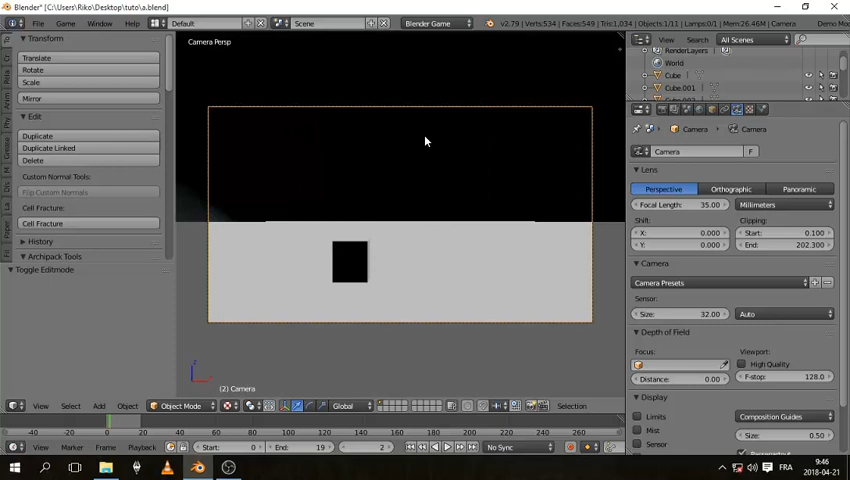 Blender* [C:\Users\Riko\Desktop\tuto\a.blend]
File Game Window Help Default Scene Blender Game v2.79 | Verts:534 | Faces:549 | Tris:1,034 | Objects:1/11 | Lamps:0/1 | Mem:26.46M | Camera Demo Mo
Transform
Translate
Rotate
Scale
Mirror
Edit
Duplicate
Duplicate Linked
Delete
Custom Normal Tools:
Flip Custom Normals
Cell Fracture:
Cell Fracture
History
Archipack Tools
Toggle Editmode
Camera Persp
(2) Camera
View Search All Scenes
RenderLayers
World
Cube
Cube.001
Camera Camera
Camera F
Lens
Perspective Orthographic Panoramic
Focal Length: 35.00 Millimeters
Shift: Clipping:
X: 0.000 Start: 0.100
Y: 0.000 End: 202.300
Camera
Camera Presets
Sensor:
Size: 32.00 Auto
Depth of Field
Focus: Viewport:
High Quality
Distance: 0.00 F-stop: 128.0
Display
Limits Composition Guides
Mist Size: 0.50
Sensor
View Select Add Object Object Mode Global Selection
-40 -20 0 20 40 60 80 100 120 140 160 180 200 220 240 260
View Marker Frame Playback Start: 0 End: 19 2 No Sync
FRA 9:46
2018-04-21